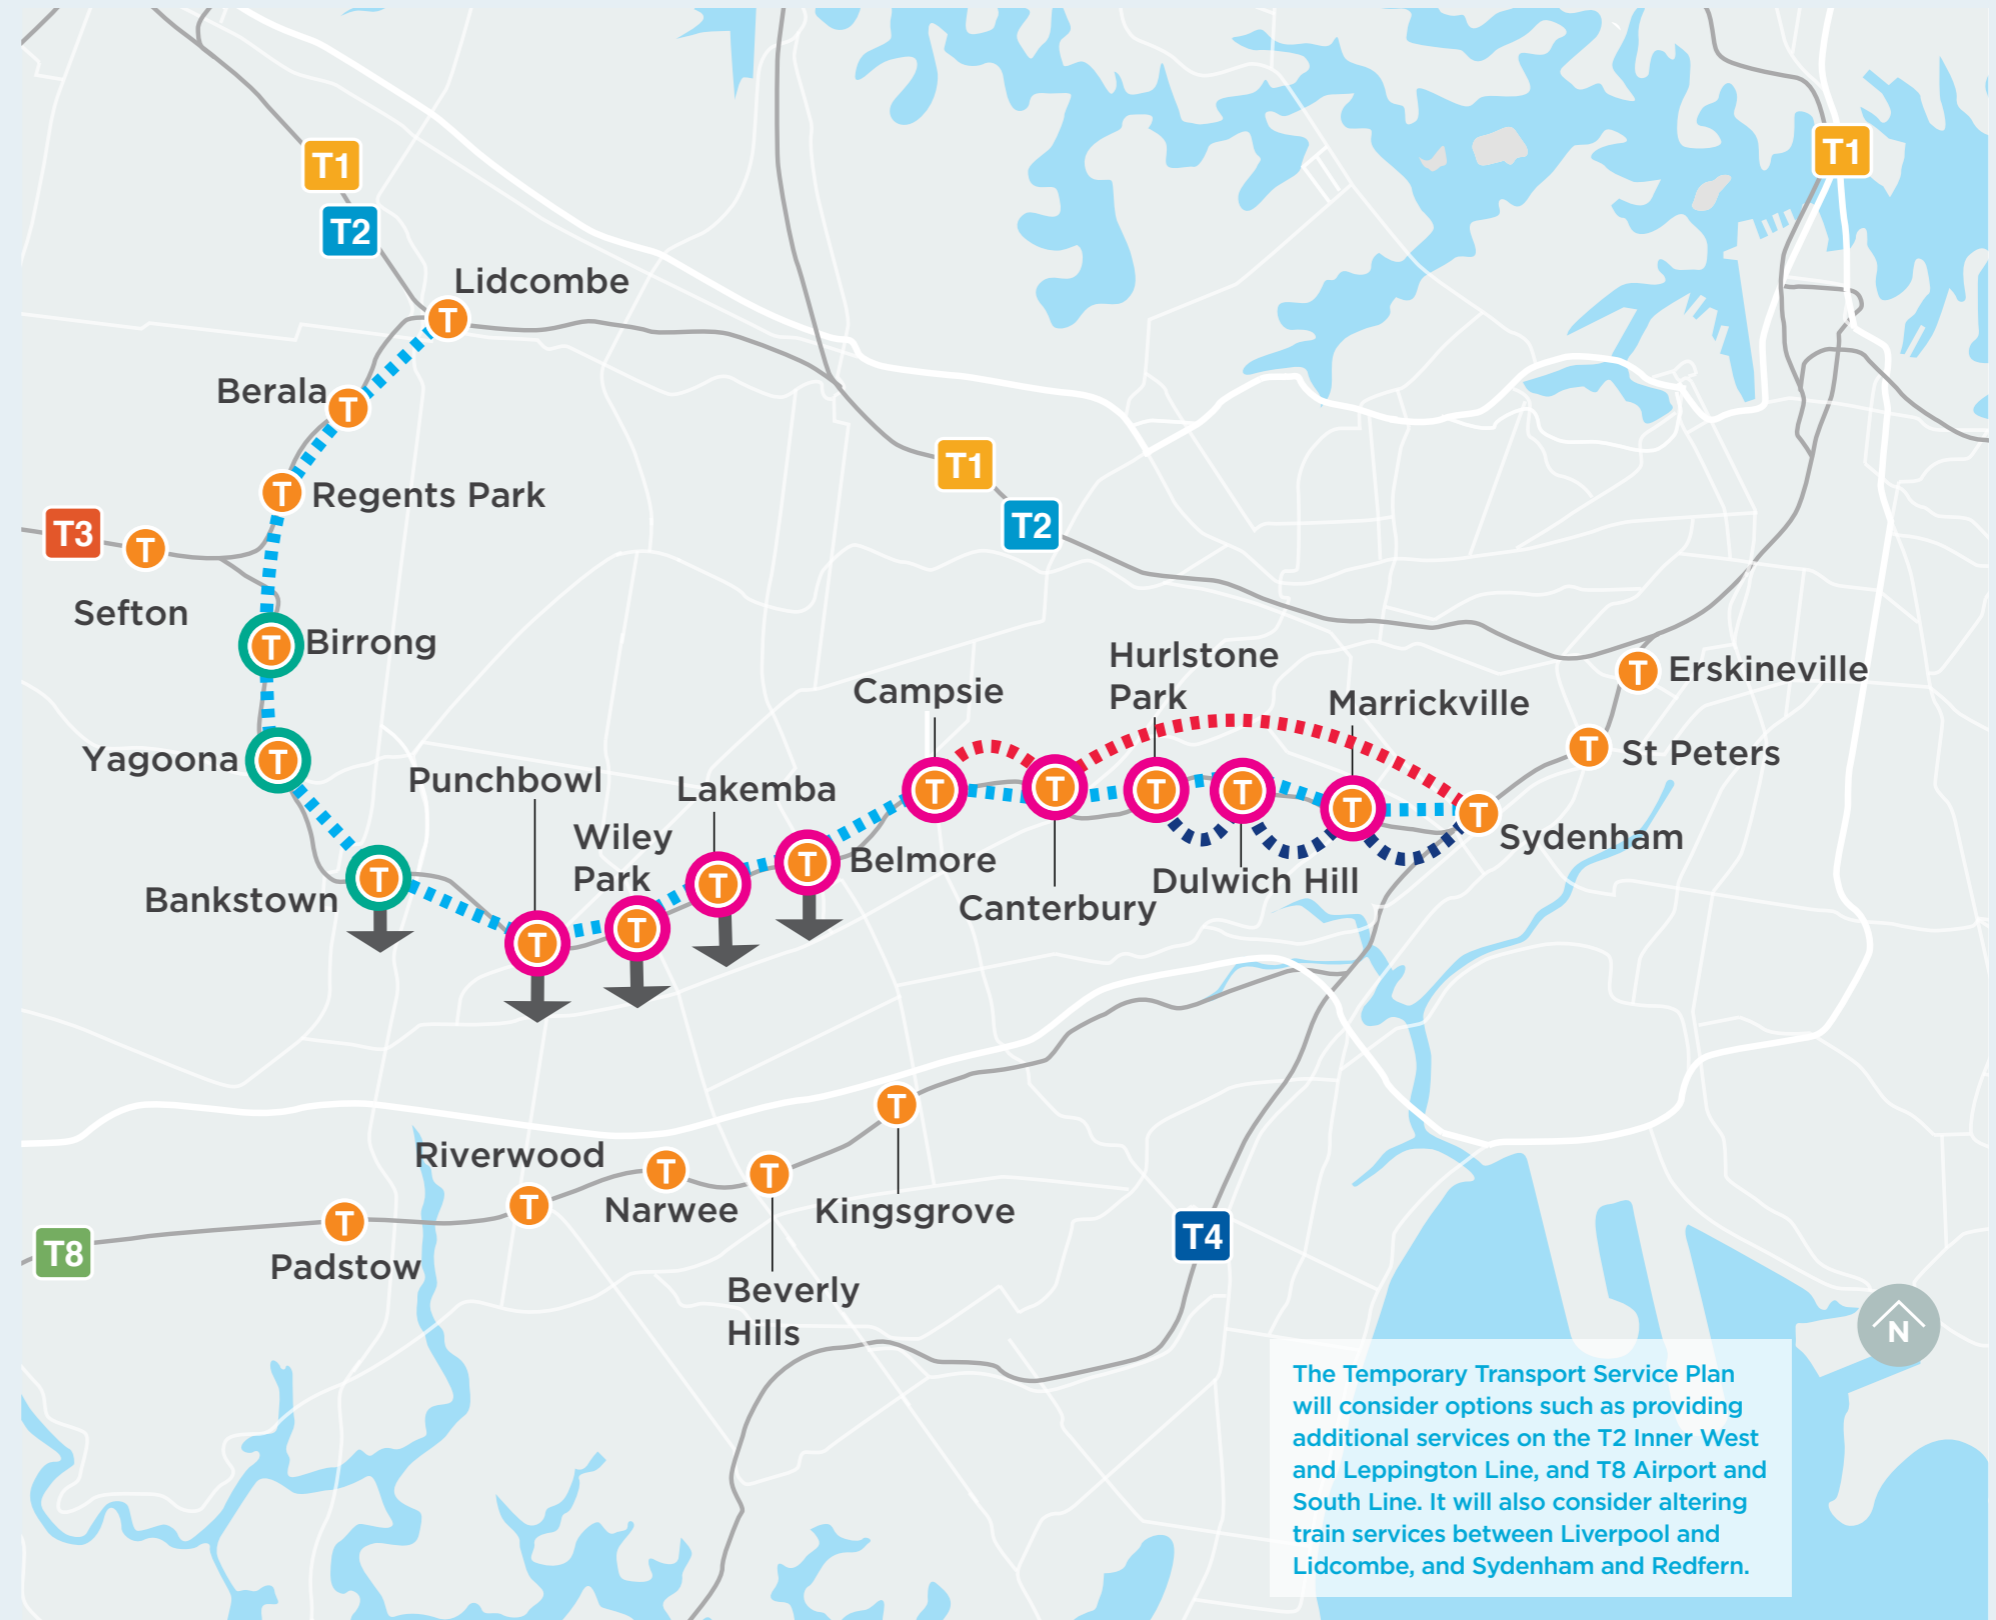 T1
T1
T2
Lidcombe
T
Berala
T
T Regents Park
T1
T2
T3
T
Sefton
T Birrong
Hurlstone
Park
Campsie
Marrickville
T Erskineville
Yagoona T
T St Peters
Punchbowl
Lakemba
T
T
T
T
T
T
Sydenham
Wiley
Park
T
Belmore
T
T
Dulwich Hill
Bankstown
Canterbury
T
T
T
Riverwood
T
T
T
Narwee
Kingsgrove
T
T
T8
Padstow
T4
Beverly
Hills
N
The Temporary Transport Service Plan
will consider options such as providing
additional services on the T2 Inner West
and Leppington Line, and T8 Airport and
South Line. It will also consider altering
train services between Liverpool and
Lidcombe, and Sydenham and Redfern.